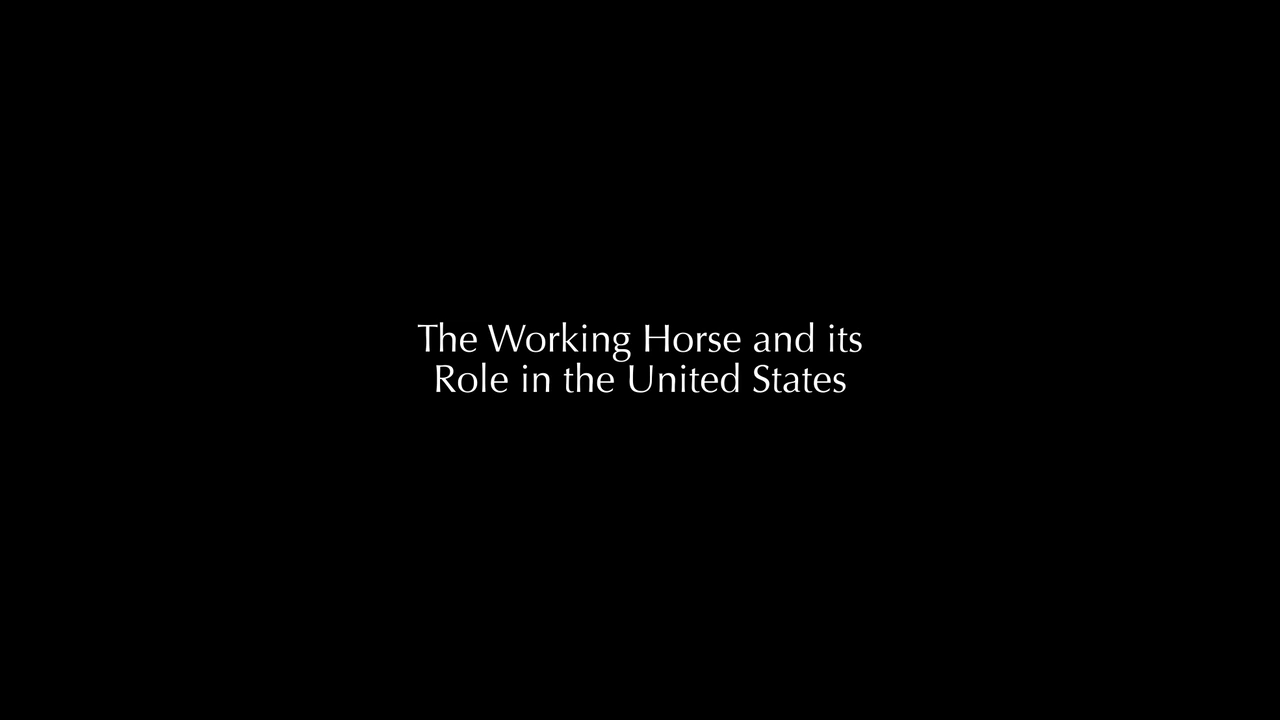 The Working Horse and its
Role in the United States